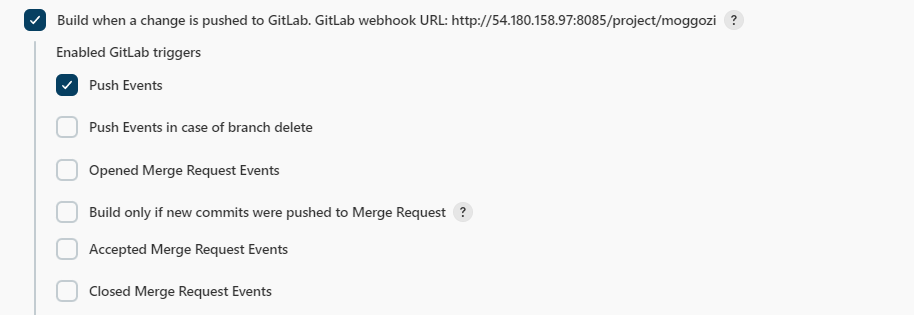 Build when a change is pushed to GitLab. GitLab webhook URL: http://54.180.158.97:8085/project/moggozi ?
Enabled GitLab triggers
Push Events
Push Events in case of branch delete
Opened Merge Request Events
Build only if new commits were pushed to Merge Request ?
Accepted Merge Request Events
Closed Merge Request Events